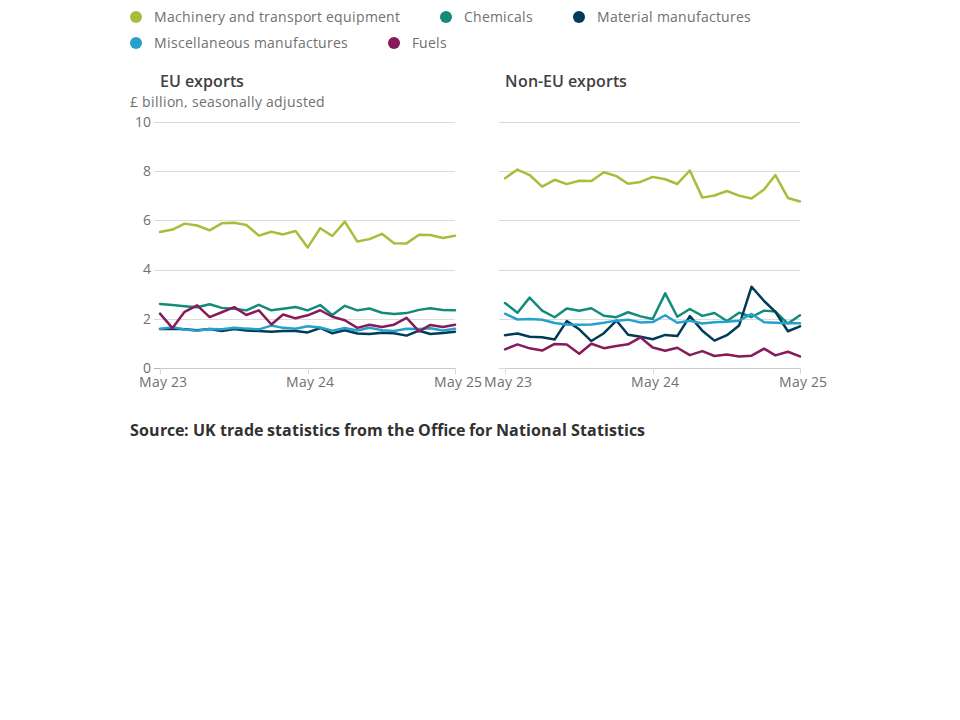 Machinery and transport equipment Chemicals Material manufactures
Miscellaneous manufactures Fuels
EU exports Non-EU exports
£ billion, seasonally adjusted
10
8
6
4
2
0
May 23 May 24 May 25 May 23 May 24 May 25
Source: UK trade statistics from the Office for National Statistics